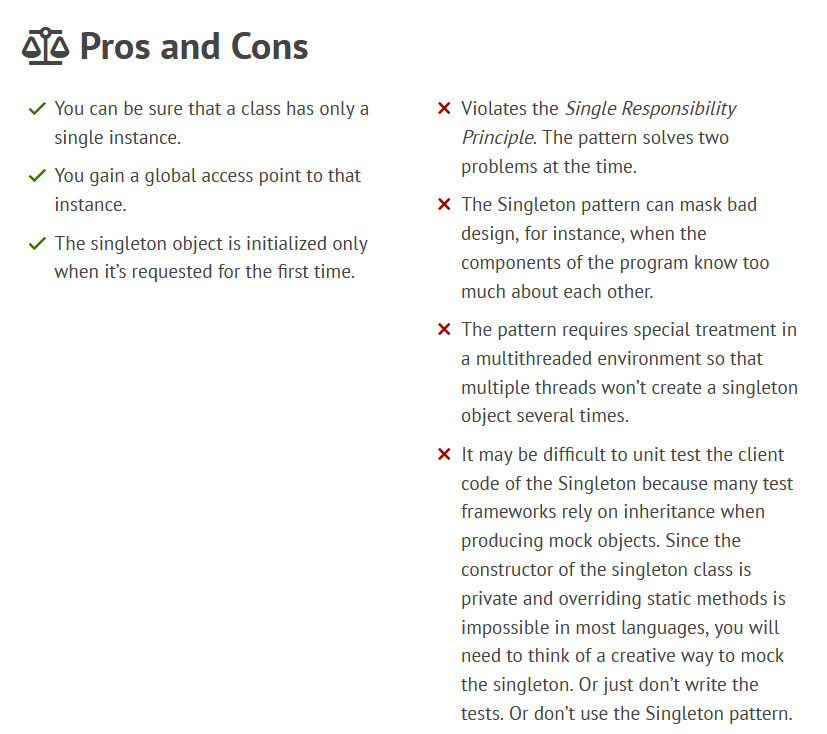 Pros and Cons
You can be sure that a class has only a
single instance.
You gain a global access point to that
instance.
The singleton object is initialized only
when it’s requested for the first time.
Violates the Single Responsibility
Principle. The pattern solves two
problems at the time.
The Singleton pattern can mask bad
design, for instance, when the
components of the program know too
much about each other.
The pattern requires special treatment in
a multithreaded environment so that
multiple threads won’t create a singleton
object several times.
It may be difficult to unit test the client
code of the Singleton because many test
frameworks rely on inheritance when
producing mock objects. Since the
constructor of the singleton class is
private and overriding static methods is
impossible in most languages, you will
need to think of a creative way to mock
the singleton. Or just don’t write the
tests. Or don’t use the Singleton pattern.